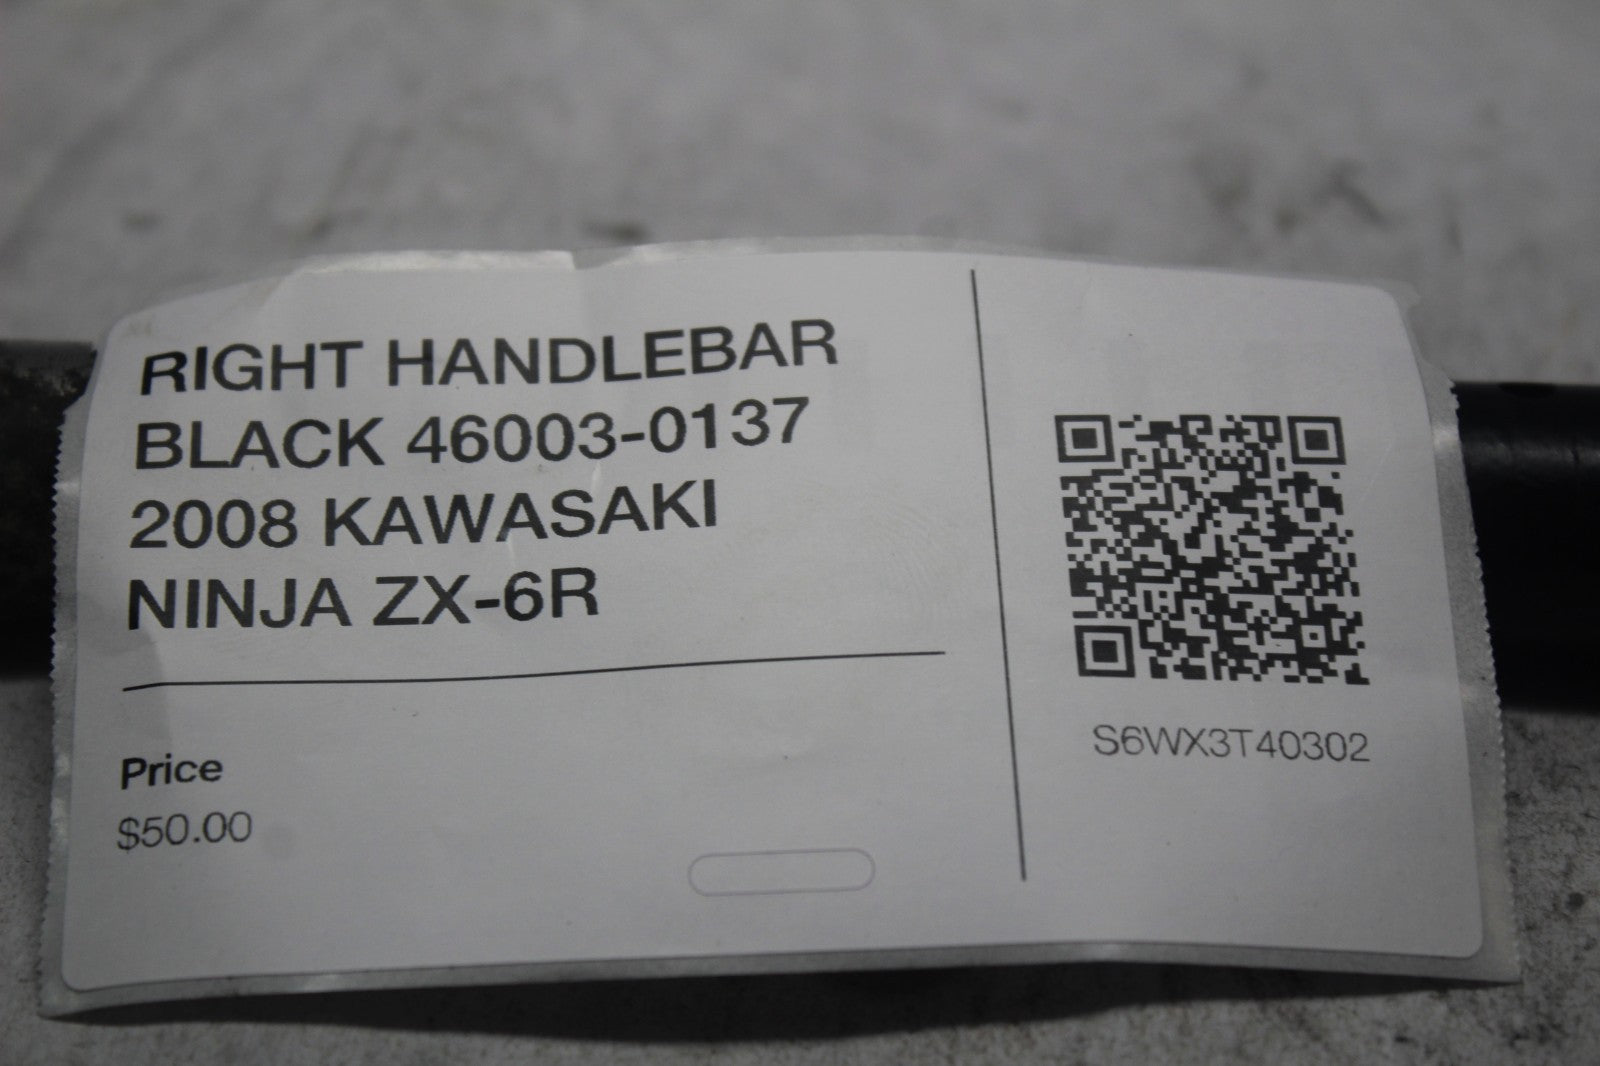 RIGHT HANDLEBAR
BLACK 46003-0137
2008 KAWASAKI
NINJA ZX-6R
Price
$50.00
S6WX3T40302